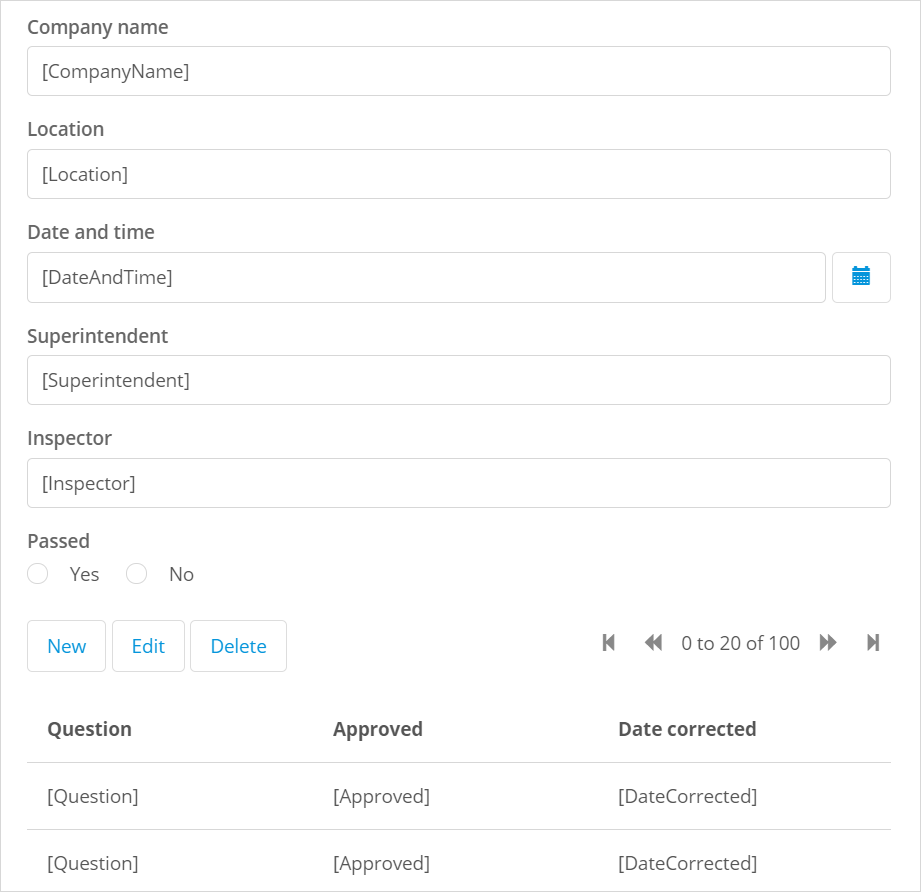 Company name
[CompanyName]
Location
[Location]
Date and time
[DateAndTime]
Superintendent
[Superintendent]
Inspector
[Inspector]
Passed
Yes No
New Edit Delete 0 to 20 of 100
Question Approved Date corrected
[Question] [Approved] [DateCorrected]
[Question] [Approved] [DateCorrected]